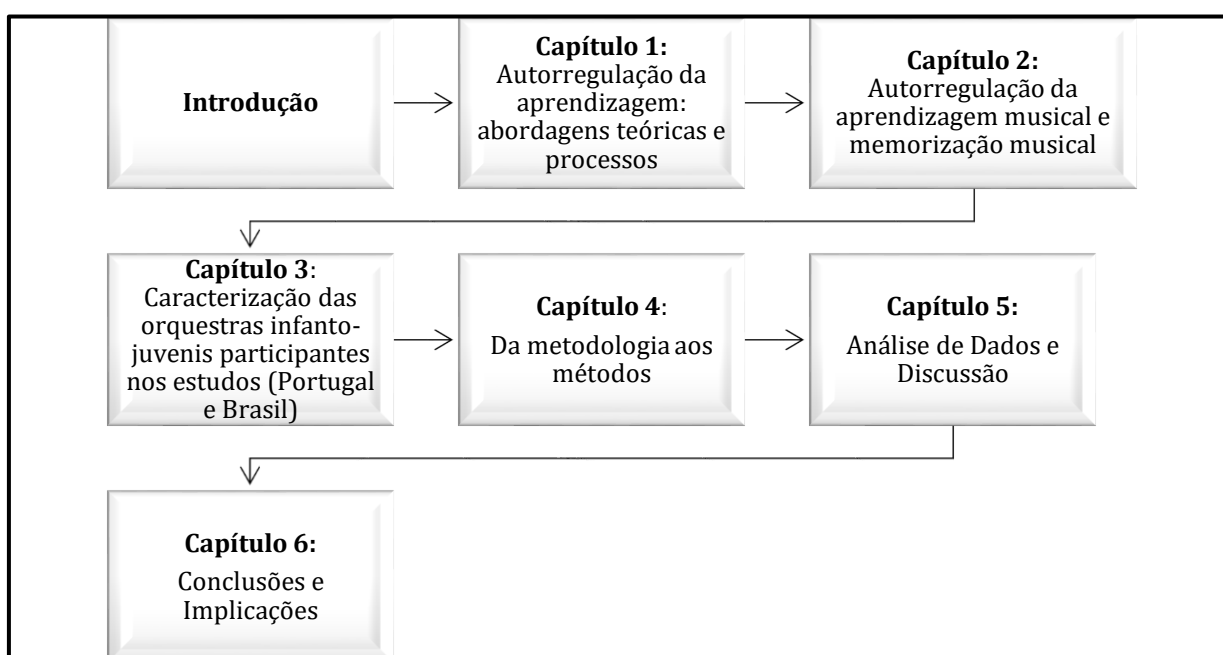 Introdução
Capítulo 1:
Autorregulação da
aprendizagem:
abordagens teóricas e
processos
Capítulo 2:
Autorregulação da
aprendizagem musical e
memorização musical
Capítulo 3:
Caracterização das
orquestras infanto-
juvenis participantes
nos estudos (Portugal
e Brasil)
Capítulo 4:
Da metodologia aos
métodos
Capítulo 5:
Análise de Dados e
Discussão
Capítulo 6:
Conclusões e
Implicações